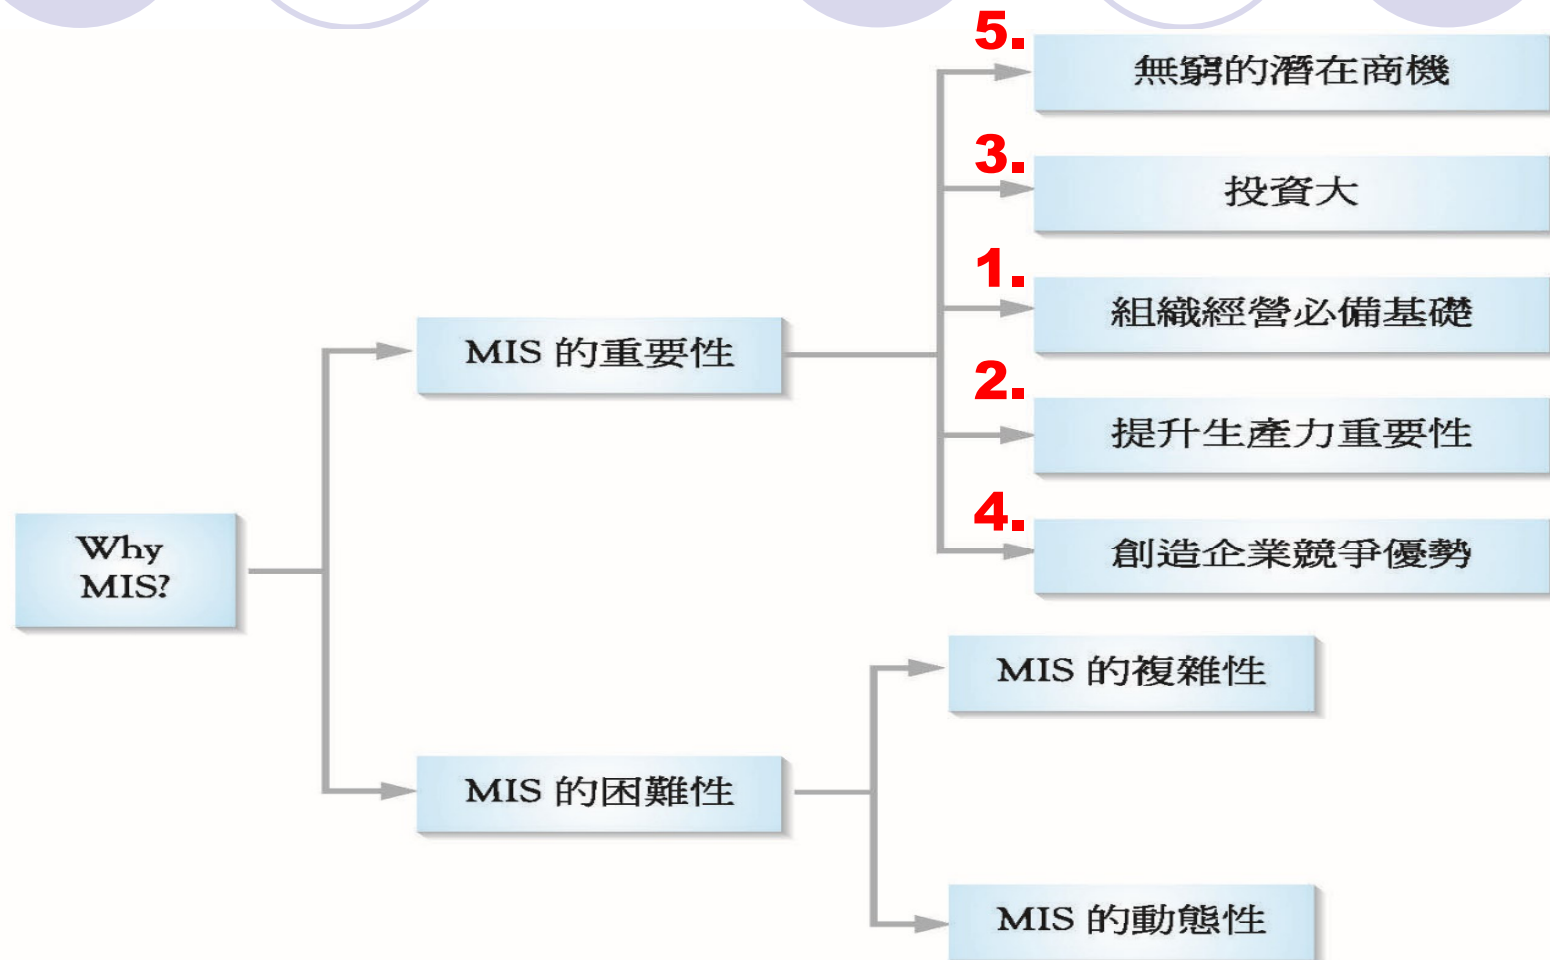 5.
無窮的潛在商機
3.
投資大
1.
組織經營必備基礎
MIS 的重要性
2.
提升生產力重要性
4.
創造企業競爭優勢
Why
MIS?
MIS 的複雜性
MIS 的困難性
MIS 的動態性